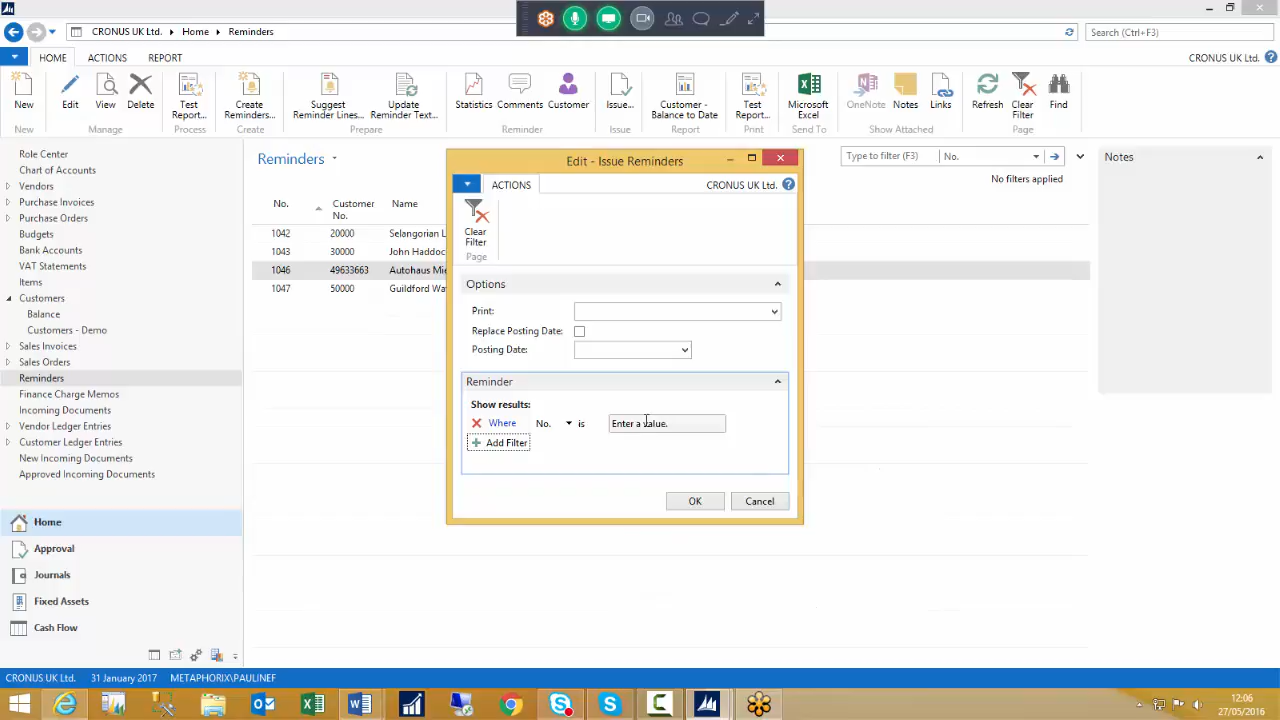 CRONUS UK Ltd. Home Reminders
Search (Ctrl+F3)
HOME ACTIONS REPORT
CRONUS UK Ltd.
New Edit View Delete Test Report... Create Reminders... Suggest Reminder Lines... Update Reminder Text... Statistics Comments Customer Issue... Customer - Balance to Date Test Report... Microsoft Excel OneNote Notes Links Refresh Clear Filter Find
New Manage Process Create Prepare Reminder Issue Report Print Send To Show Attached Page
Role Center
Chart of Accounts
Vendors
Purchase Invoices
Purchase Orders
Budgets
Bank Accounts
VAT Statements
Items
Customers
Balance
Customers - Demo
Sales Invoices
Sales Orders
Reminders
Finance Charge Memos
Incoming Documents
Vendor Ledger Entries
Customer Ledger Entries
New Incoming Documents
Approved Incoming Documents
Home
Approval
Journals
Fixed Assets
Cash Flow
Reminders
Type to filter (F3) No.
No filters applied
No. Customer No. Name
1042 20000 Selangorian
1043 30000 John Haddoc
1046 49633663 Autohaus
1047 50000 Guildford
Edit - Issue Reminders
ACTIONS CRONUS UK Ltd.
Clear
Filter
Page
Options
Print:
Replace Posting Date:
Posting Date:
Reminder
Show results:
Where No. is Enter a value.
Add Filter
OK Cancel
Notes
CRONUS UK Ltd. 31 January 2017 METAPHORIX\PAULINEF
12:06
27/05/2016